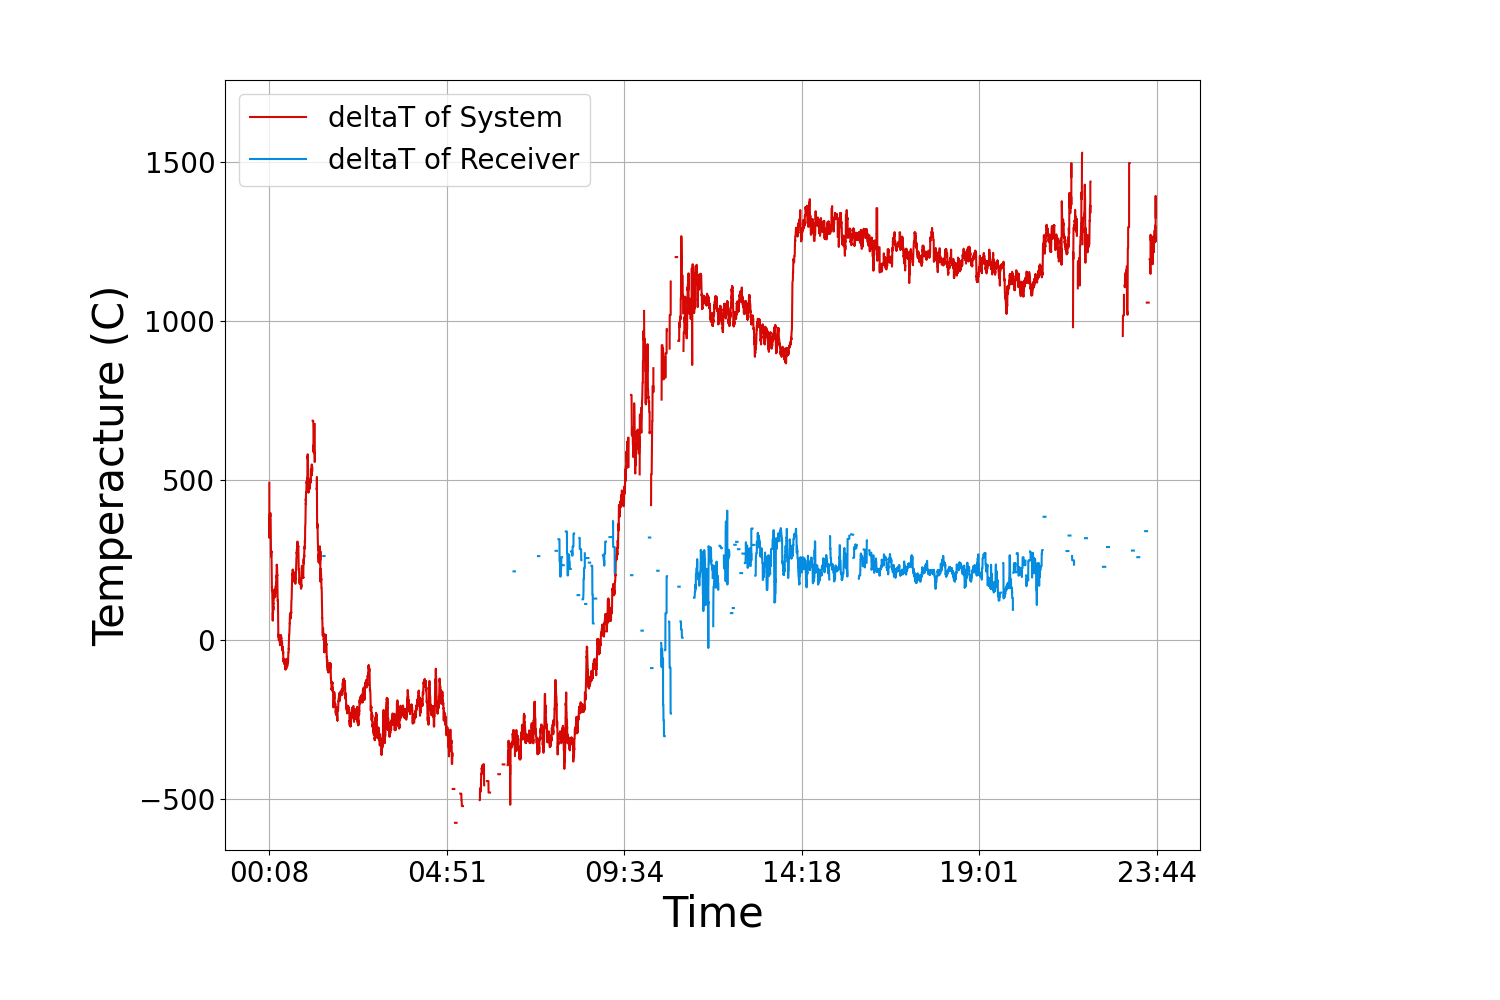 deltaT of System
deltaT of Receiver
1500
1000
500
0
−500
Temperacture (C)
00:08 04:51 09:34 14:18 19:01 23:44
Time